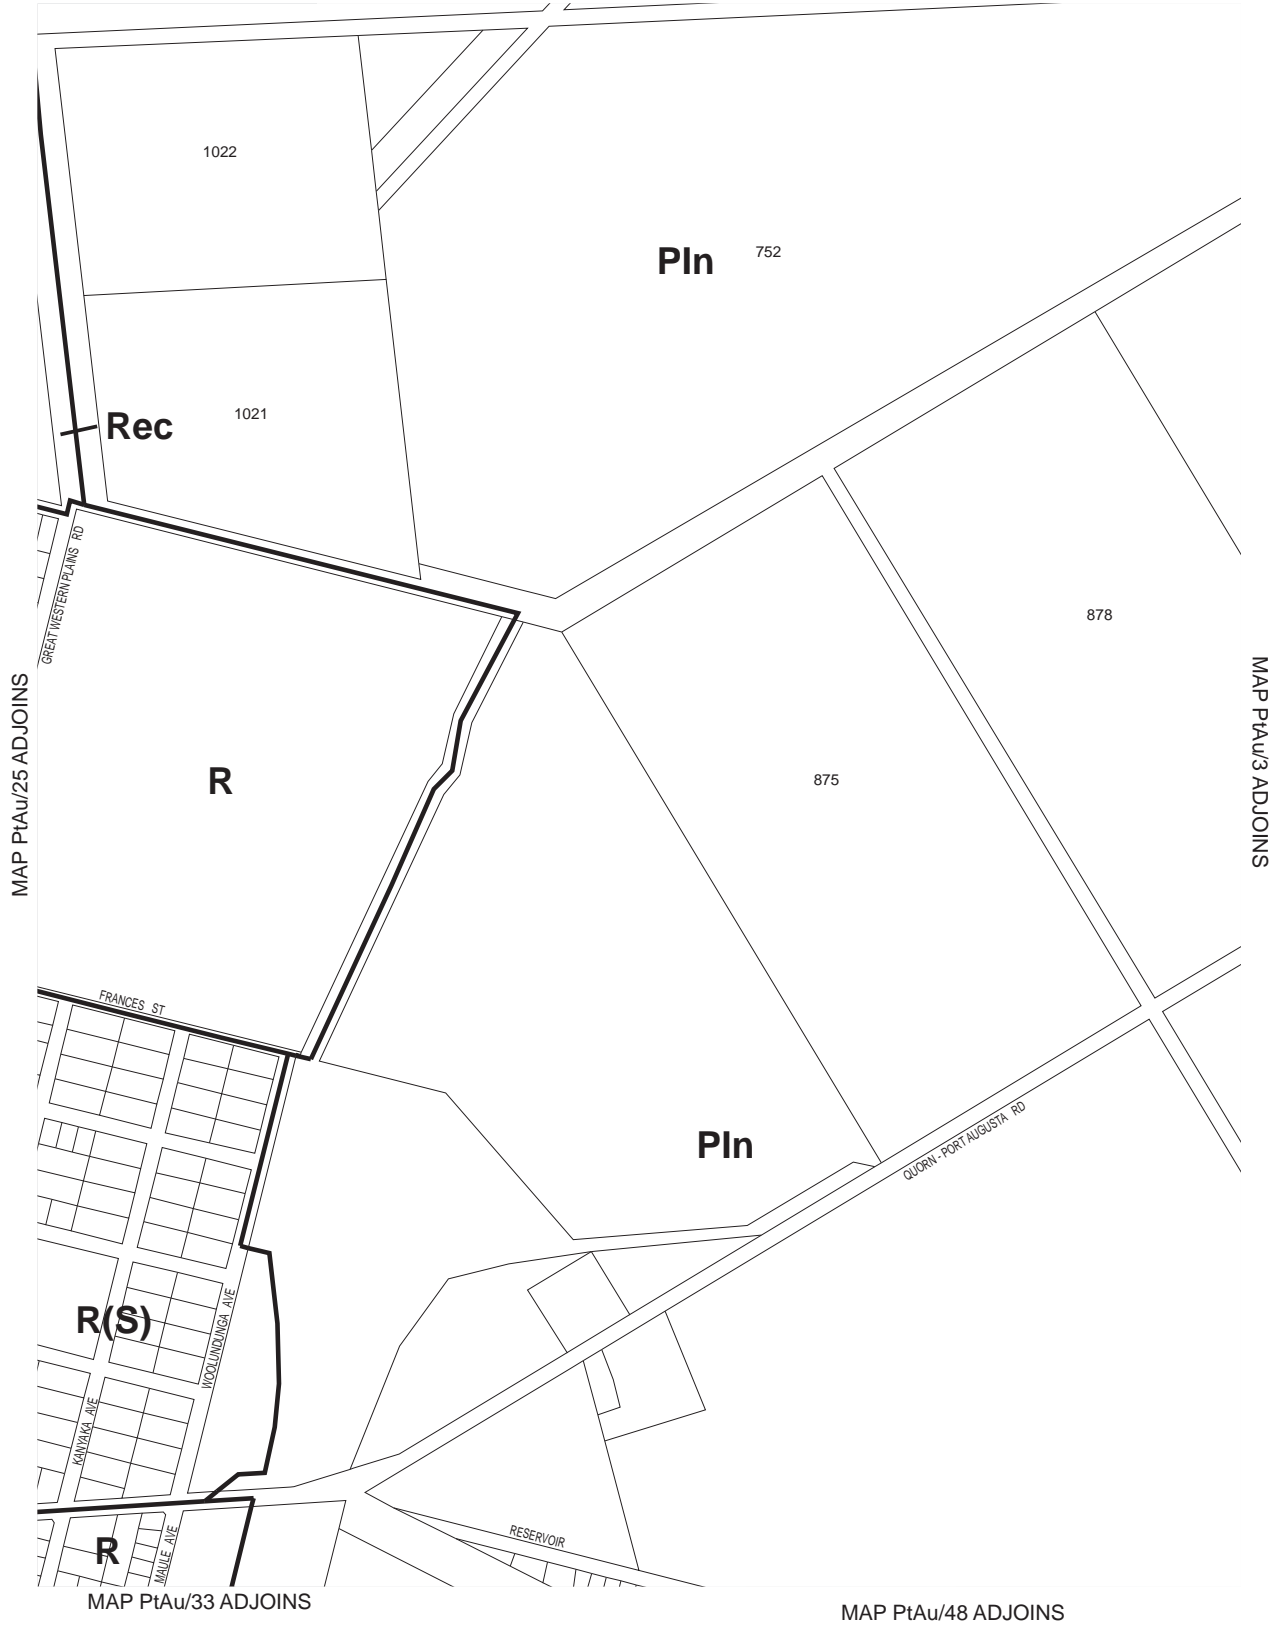 1022
PIn
752
Rec
1021
GREAT WESTERN PLAINS RD
878
MAP PtAu/25 ADJOINS
MAP PtAu/3 ADJOINS
R
875
FRANCES ST
PIn
QUORN - PORT AUGUSTA RD
R(S)
WOOLUNDUNGA AVE
KANYAKA AVE
R
MAULE AVE
RESERVOIR
MAP PtAu/33 ADJOINS
MAP PtAu/48 ADJOINS